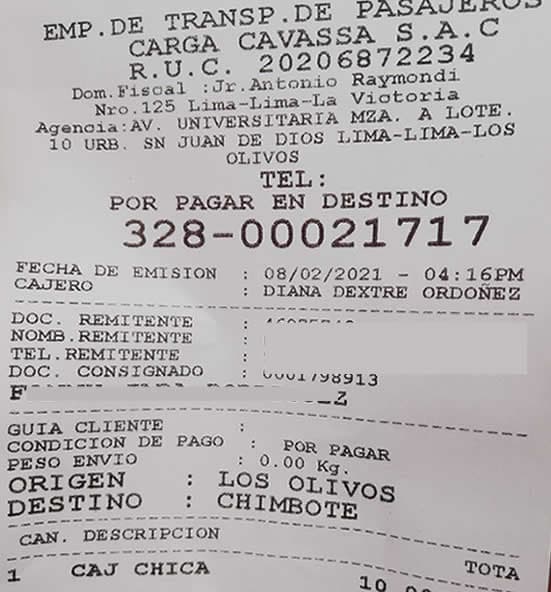 EMP.DE TRANSP.DE PASAJEROS
CARGA CAVASSA S.A.C
R.U.C. 20206872234
Dom.Fiscal :Jr.Antonio Raymondi
Nro.125 Lima-Lima-La Victoria
Agencia:AV. UNIVERSITARIA MZA. A LOTE.
10 URB. SN JUAN DE DIOS LIMA-LIMA-LOS
OLIVOS
TEL:
POR PAGAR EN DESTINO
328-00021717
FECHA DE EMISION : 08/02/2021 - 04:16PM
CAJERO : DIANA DEXTRE ORDOÑEZ
DOC. REMITENTE :
NOMB.REMITENTE :
TEL.REMITENTE :
DOC. CONSIGNADO : 0001798913
GUIA CLIENTE :
CONDICION DE PAGO : POR PAGAR
PESO ENVIO : 0.00 Kg.
ORIGEN : LOS OLIVOS
DESTINO : CHIMBOTE
CAN. DESCRIPCION TOTA
1 CAJ CHICA